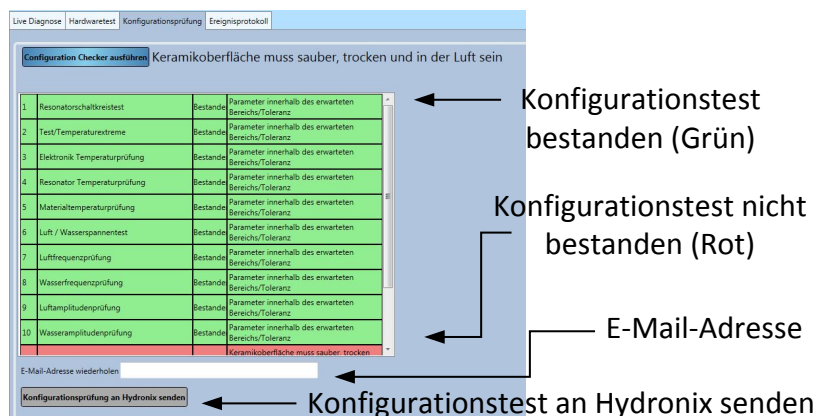 Live Diagnose Hardwaretest Konfigurationsprüfung Ereignisprotokoll
Configuration Checker ausführen Keramikoberfläche muss sauber, trocken und in der Luft sein
1 Resonatorschaltkreistest Bestande Parameter innerhalb des erwarteten
Bereichs/Toleranz
2 Test/Temperaturextreme Bestande Parameter innerhalb des erwarteten
Bereichs/Toleranz
3 Elektronik Temperaturprüfung Bestande Parameter innerhalb des erwarteten
Bereichs/Toleranz
4 Resonator Temperaturprüfung Bestande Parameter innerhalb des erwarteten
Bereichs/Toleranz
5 Materialtemperaturprüfung Bestande Parameter innerhalb des erwarteten
Bereichs/Toleranz
6 Luft / Wasserspannentest Bestande Parameter innerhalb des erwarteten
Bereichs/Toleranz
7 Luftfrequenzprüfung Bestande Parameter innerhalb des erwarteten
Bereichs/Toleranz
8 Wasserfrequenzprüfung Bestande Parameter innerhalb des erwarteten
Bereichs/Toleranz
9 Luftamplitudenprüfung Bestande Parameter innerhalb des erwarteten
Bereichs/Toleranz
10 Wasseramplitudenprüfung Bestande Parameter innerhalb des erwarteten
Bereichs/Toleranz
Keramikoberfläche muss sauber, trocken
E-Mail-Adresse wiederholen
Konfigurationsprüfung an Hydronix senden
Konfigurationstest
bestanden (Grün)
Konfigurationstest nicht
bestanden (Rot)
E-Mail-Adresse
Konfigurationstest an Hydronix senden